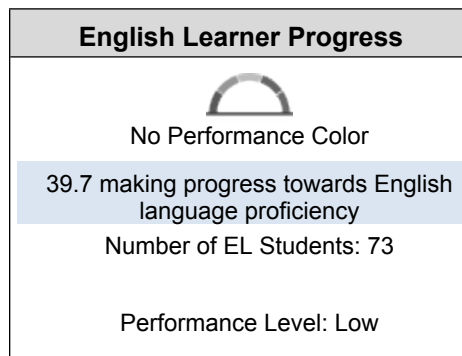 English Learner Progress
No Performance Color
39.7 making progress towards English
language proficiency
Number of EL Students: 73
Performance Level: Low